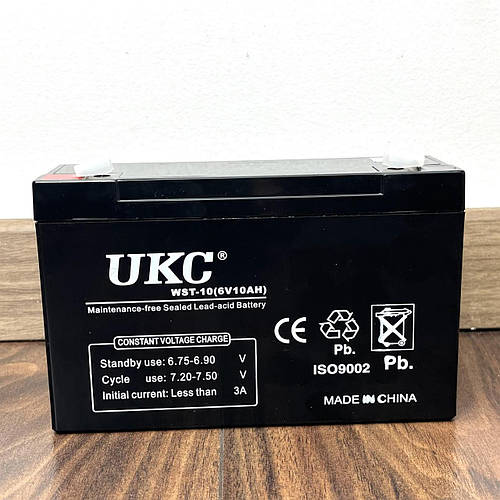 UKC®
WST-10(6V10AH)
Maintenance-free Sealed Lead-acid Battery
CONSTANT VOLTAGE CHARGE
Standby use: 6.75-6.90 V
Cycle use: 7.20-7.50 V
Initial current: Less than 3A
CE
Pb.
ISO9002
Pb.
MADE IN CHINA